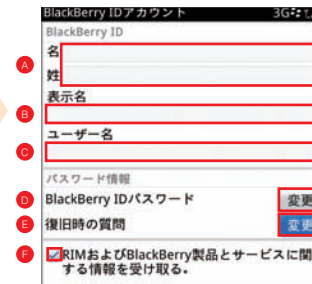 BlackBerry IDアカウント 3G
BlackBerry ID
A 名
姓
表示名
B
ユーザー名
C
パスワード情報
D BlackBerry IDパスワード 変更
E 復旧時の質問 変更
F RIMおよびBlackBerry製品とサービスに関
する情報を受け取る。